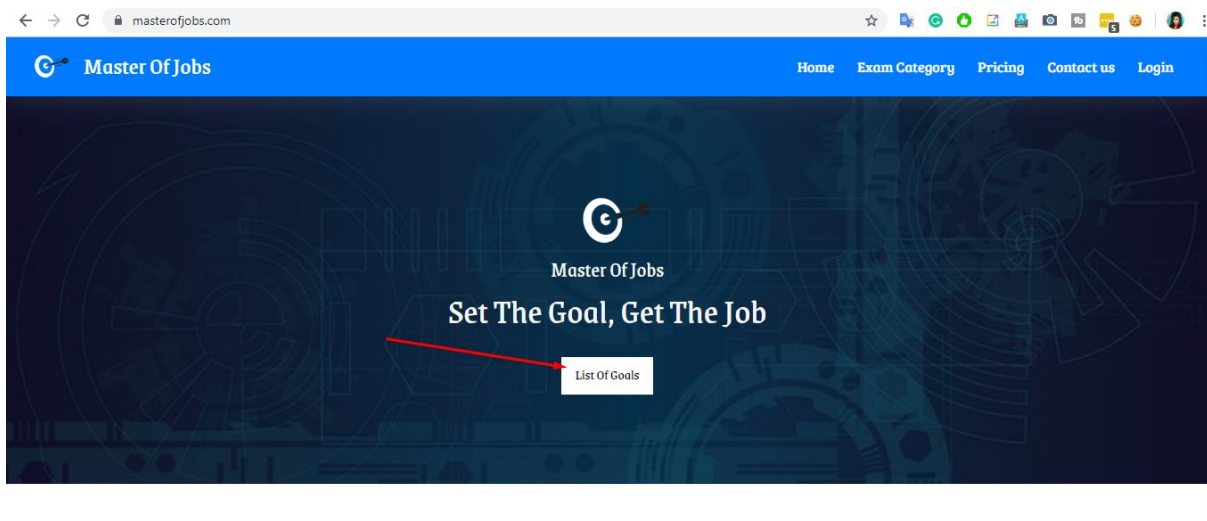 masterofjobs.com
5
Master Of Jobs
Home Exam Category Pricing Contact us Login
Master Of Jobs
Set The Goal, Get The Job
List Of Goals